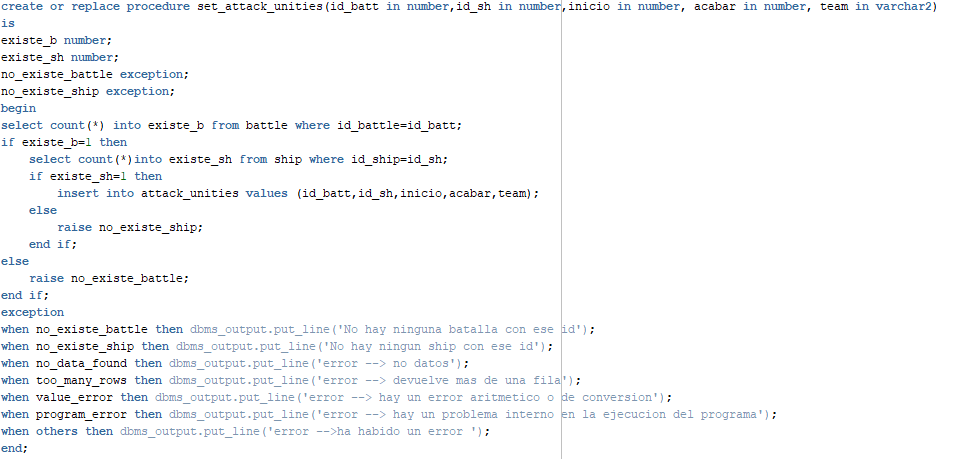 create or replace procedure set_attack_unities(id_batt in number,id_sh in number,inicio in number, acabar in number, team in varchar2)
is
existe_b number;
existe_sh number;
no_existe_battle exception;
no_existe_ship exception;
begin
select count(*) into existe_b from battle where id_battle=id_batt;
if existe_b=1 then
    select count(*)into existe_sh from ship where id_ship=id_sh;
    if existe_sh=1 then
        insert into attack_unities values (id_batt,id_sh,inicio,acabar,team);
    else
        raise no_existe_ship;
    end if;
else
    raise no_existe_battle;
end if;
exception
when no_existe_battle then dbms_output.put_line('No hay ninguna batalla con ese id');
when no_existe_ship then dbms_output.put_line('No hay ningun ship con ese id');
when no_data_found then dbms_output.put_line('error --> no datos');
when too_many_rows then dbms_output.put_line('error --> devuelve mas de una fila');
when value_error then dbms_output.put_line('error --> hay un error aritmetico o de conversion');
when program_error then dbms_output.put_line('error --> hay un problema interno en la ejecucion del programa');
when others then dbms_output.put_line('error -->ha habido un error ');
end;